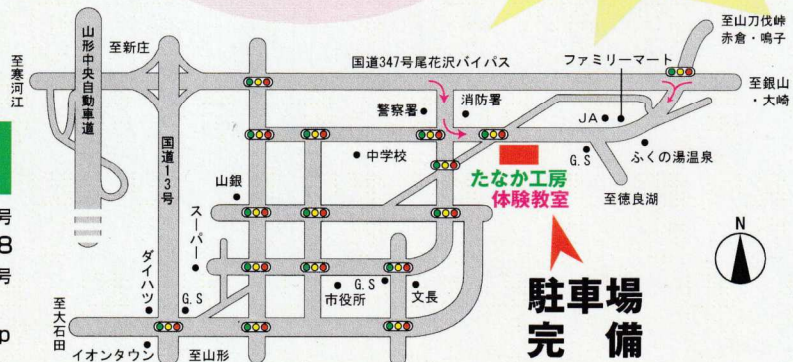 至山刀伐峠
赤倉・鳴子
至新庄
国道347号尾花沢バイパス
ファミリーマート
至寒河江
山形中央自動車道
至銀山
・大崎
警察署
消防署
JA
国道13号
中学校
G.S
ふくの湯温泉
たなか工房
体験教室
至徳良湖
山銀
スーパー
号
8
号
p
N
ダイハツ
G.S
市役所
G.S
文長
駐車場
完備
至大石田
イオンタウン
至山形